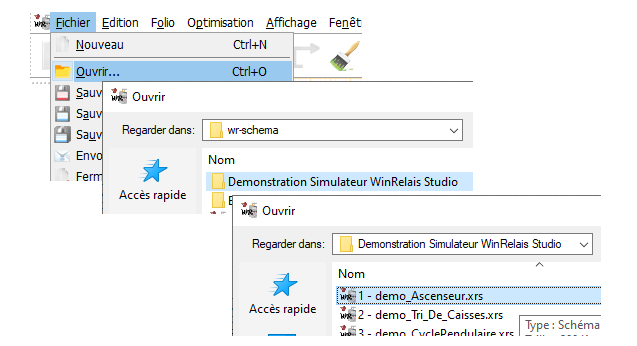 Fichier Edition Folio Optimisation Affichage Fenêt
Nouveau Ctrl+N
Ouvrir... Ctrl+O
Sauv
Sauv
Sauv
Envo
Ferm
Ouvrir
Regarder dans: wr-schema
Nom
Accès rapide
Demonstration Simulateur WinRelais Studio
Ouvrir
Regarder dans: Demonstration Simulateur WinRelais Studio
Nom
Accès rapide
1 - demo_Ascenseur.xrs
2 - demo_Tri_De_Caisses.xrs
3 - demo_CyclePendulaire.xrs
Type : Schéma